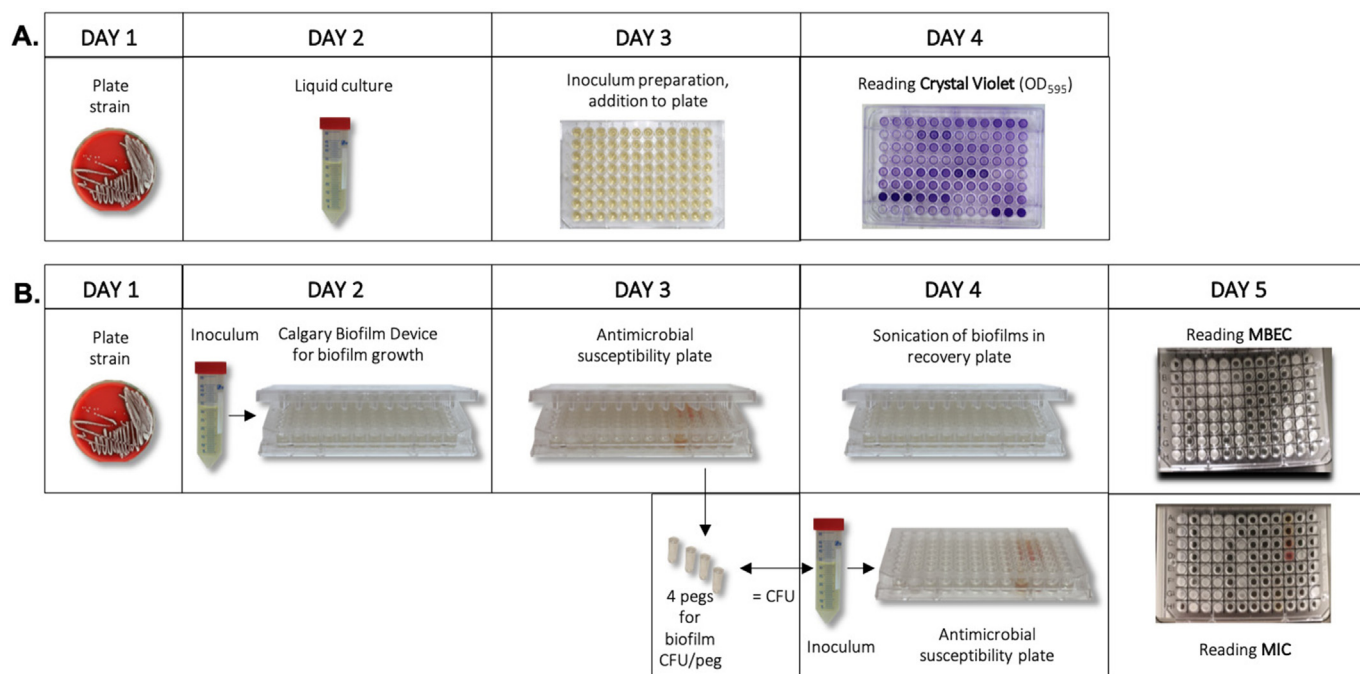 A.
DAY 1
DAY 2
DAY 3
DAY 4
Plate
strain
Liquid culture
Inoculum preparation,
addition to plate
Reading Crystal Violet (OD₅₉₅)
B.
DAY 1
DAY 2
DAY 3
DAY 4
DAY 5
Plate
strain
Inoculum
Calgary Biofilm Device
for biofilm growth
Antimicrobial
susceptibility plate
Sonication of biofilms in
recovery plate
Reading MBEC
4 pegs
for
biofilm
CFU/peg
= CFU
Inoculum
Antimicrobial
susceptibility plate
Reading MIC